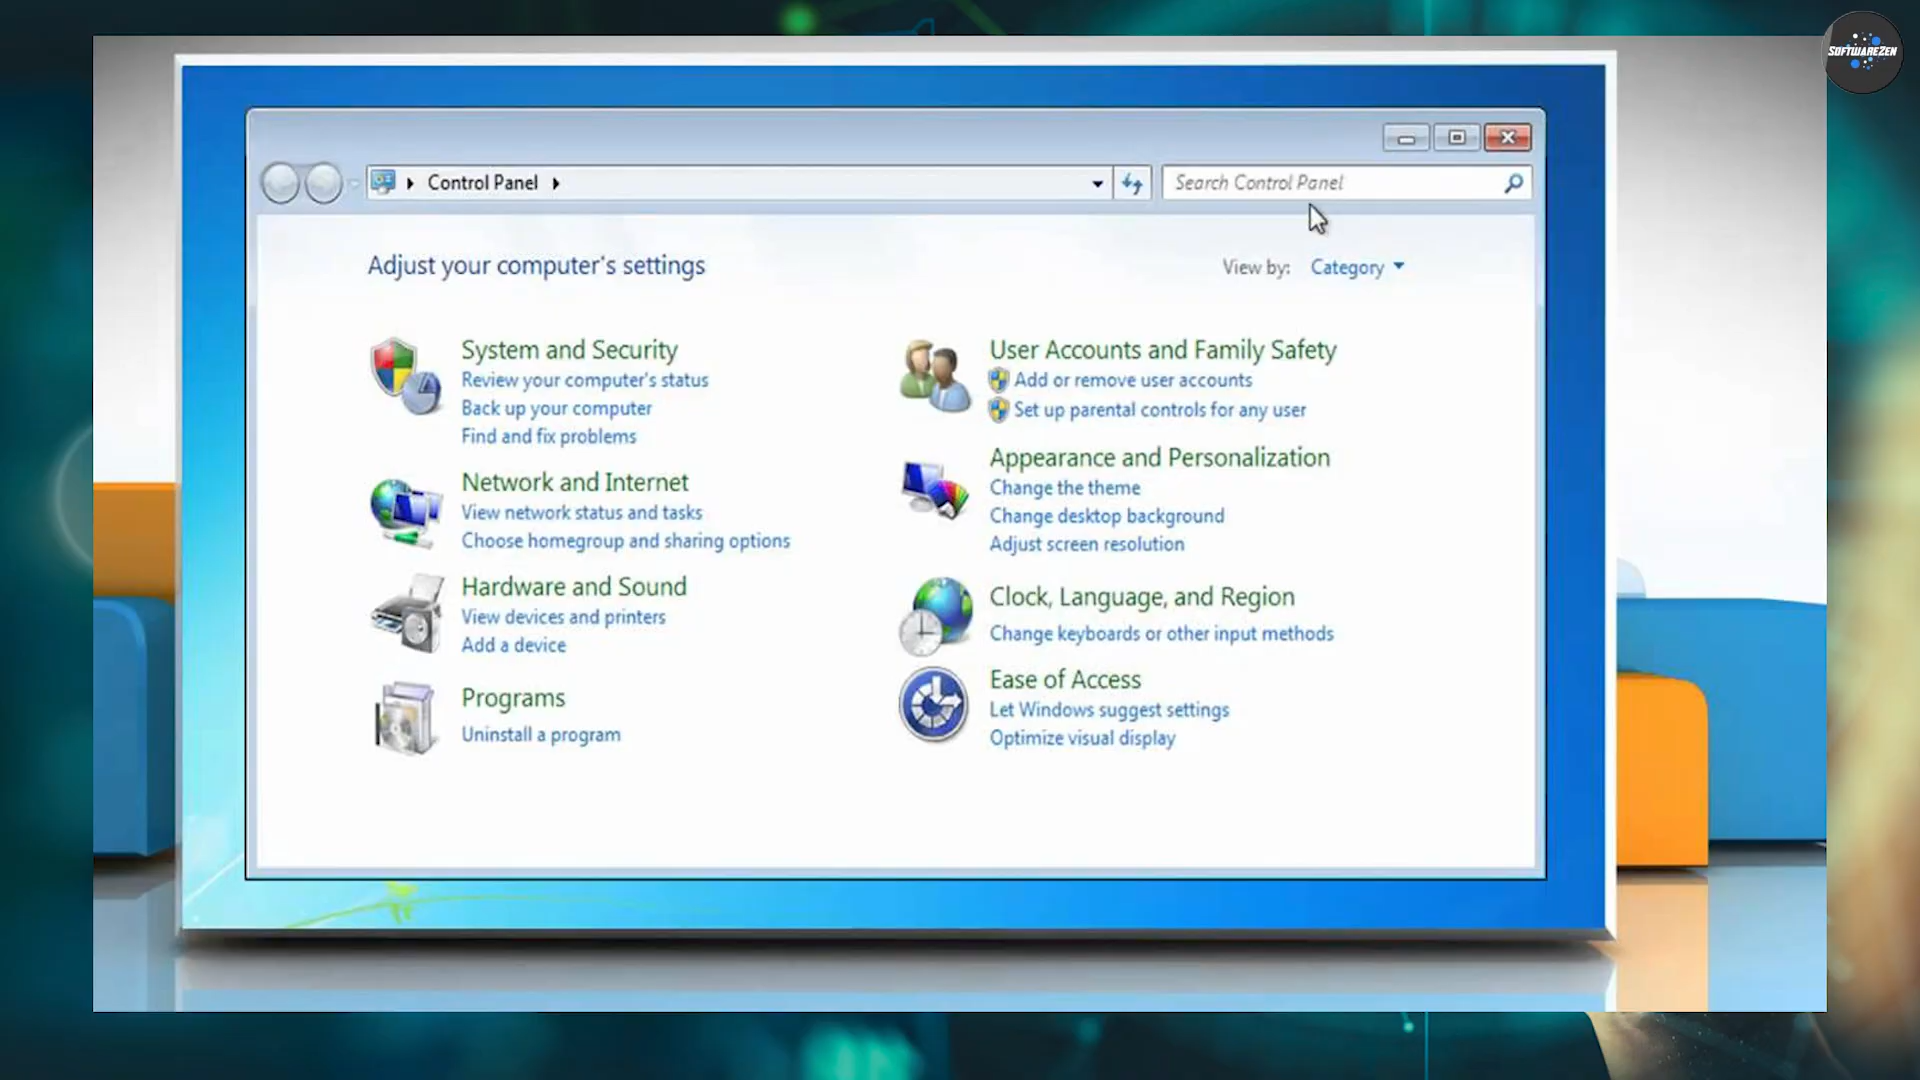 SOFTWAREZEN
Control Panel
Search Control Panel
Adjust your computer's settings
View by: Category
System and Security
Review your computer's status
Back up your computer
Find and fix problems
Network and Internet
View network status and tasks
Choose homegroup and sharing options
Hardware and Sound
View devices and printers
Add a device
Programs
Uninstall a program
User Accounts and Family Safety
Add or remove user accounts
Set up parental controls for any user
Appearance and Personalization
Change the theme
Change desktop background
Adjust screen resolution
Clock, Language, and Region
Change keyboards or other input methods
Ease of Access
Let Windows suggest settings
Optimize visual display